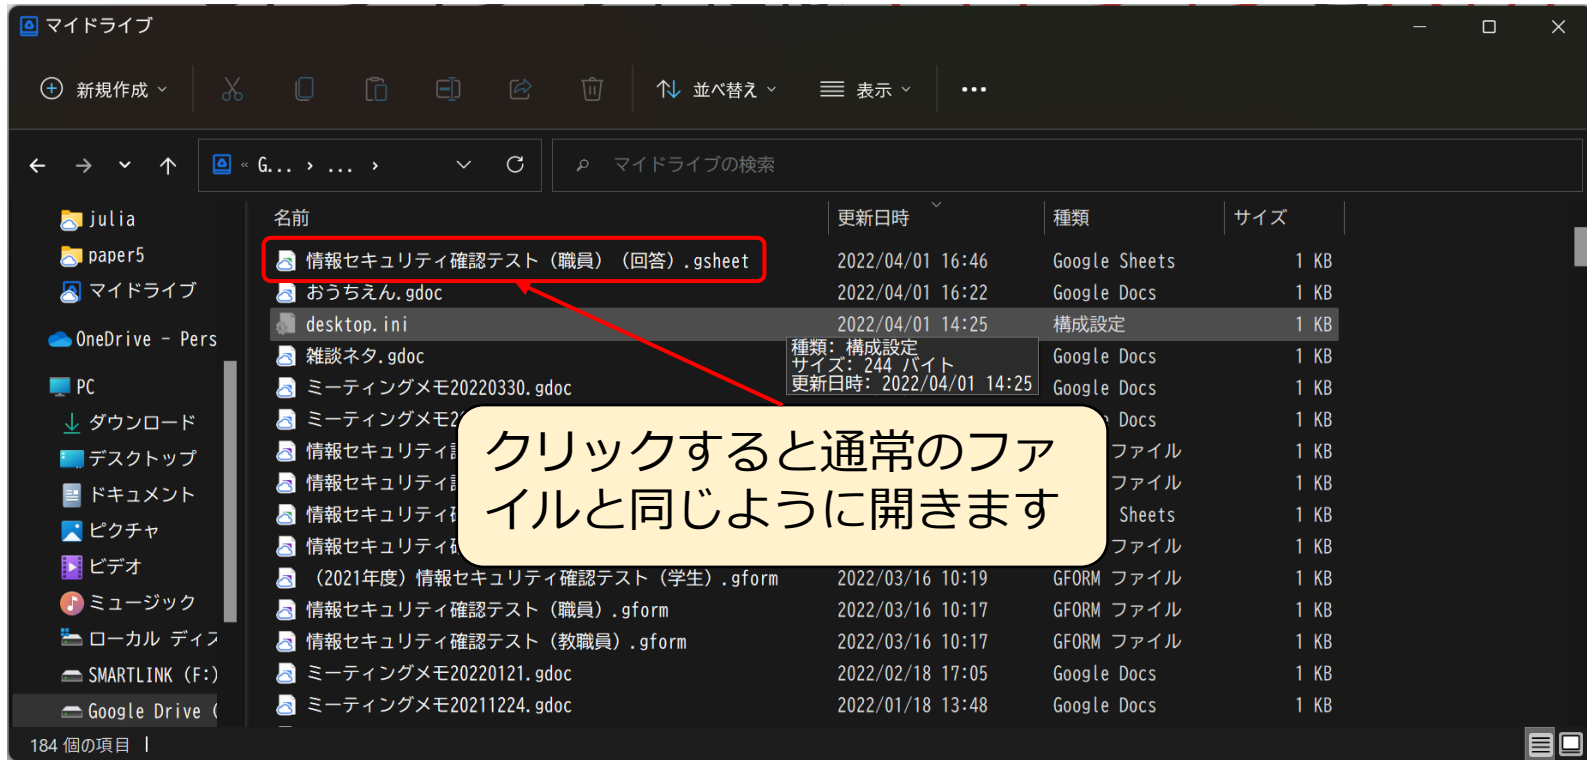 マイドライブ
新規作成
並べ替え
表示
« G... › ... ›
マイドライブの検索
julia
paper5
マイドライブ
OneDrive - Pers
PC
ダウンロード
デスクトップ
ドキュメント
ピクチャ
ビデオ
ミュージック
ローカル ディス
SMARTLINK (F:)
Google Drive (
名前 更新日時 種類 サイズ
情報セキュリティ確認テスト（職員）（回答）.gsheet 2022/04/01 16:46 Google Sheets 1 KB
おうちえん.gdoc 2022/04/01 16:22 Google Docs 1 KB
desktop.ini 2022/04/01 14:25 構成設定 1 KB
雑談ネタ.gdoc Google Docs 1 KB
ミーティングメモ20220330.gdoc Google Docs 1 KB
ミーティングメモ2 Docs 1 KB
情報セキュリティ ファイル 1 KB
情報セキュリティ ファイル 1 KB
情報セキュリティ Sheets 1 KB
情報セキュリティ ファイル 1 KB
（2021年度）情報セキュリティ確認テスト（学生）.gform 2022/03/16 10:19 GFORM ファイル 1 KB
情報セキュリティ確認テスト（職員）.gform 2022/03/16 10:17 GFORM ファイル 1 KB
情報セキュリティ確認テスト（教職員）.gform 2022/03/16 10:17 GFORM ファイル 1 KB
ミーティングメモ20220121.gdoc 2022/02/18 17:05 Google Docs 1 KB
ミーティングメモ20211224.gdoc 2022/01/18 13:48 Google Docs 1 KB
種類: 構成設定
サイズ: 244 バイト
更新日時: 2022/04/01 14:25
クリックすると通常のファ
イルと同じように開きます
184 個の項目